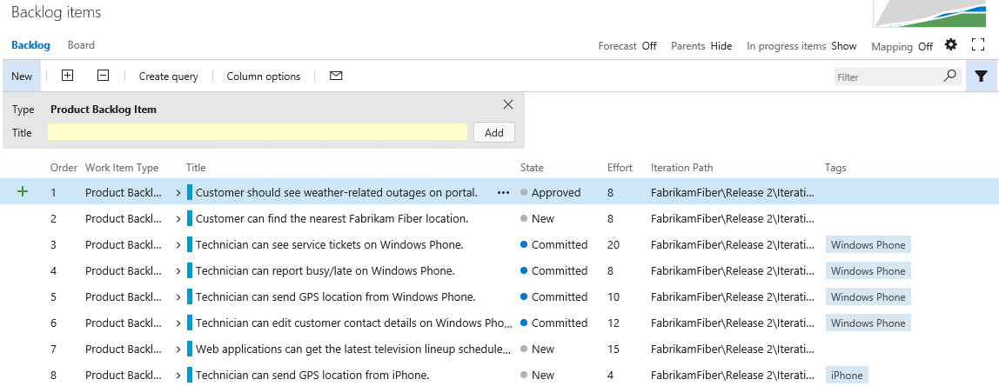 Backlog items
Backlog Board Forecast Off Parents Hide In progress items Show Mapping Off
New Create query Column options Filter
Type Product Backlog Item
Title Add
Order Work Item Type Title State Effort Iteration Path Tags
1 Product Backl... Customer should see weather-related outages on portal. ... Approved 8 FabrikamFiber\Release 2\Iterati...
2 Product Backl... Customer can find the nearest Fabrikam Fiber location. New 8 FabrikamFiber\Release 2\Iterati...
3 Product Backl... Technician can see service tickets on Windows Phone. Committed 20 FabrikamFiber\Release 2\Iterati... Windows Phone
4 Product Backl... Technician can report busy/late on Windows Phone. Committed 8 FabrikamFiber\Release 2\Iterati... Windows Phone
5 Product Backl... Technician can send GPS location from Windows Phone. Committed 10 FabrikamFiber\Release 2\Iterati... Windows Phone
6 Product Backl... Technician can edit customer contact details on Windows Pho... Committed 12 FabrikamFiber\Release 2\Iterati... Windows Phone
7 Product Backl... Web applications can get the latest television lineup schedule... New 15 FabrikamFiber\Release 2\Iterati...
8 Product Backl... Technician can send GPS location from iPhone. New 4 FabrikamFiber\Release 2\Iterati... iPhone